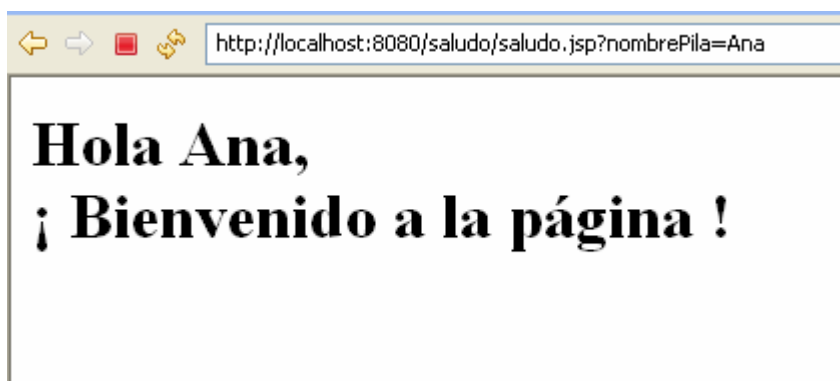 http://localhost:8080/saludo/saludo.jsp?nombrePila=Ana
Hola Ana,
¡ Bienvenido a la página !